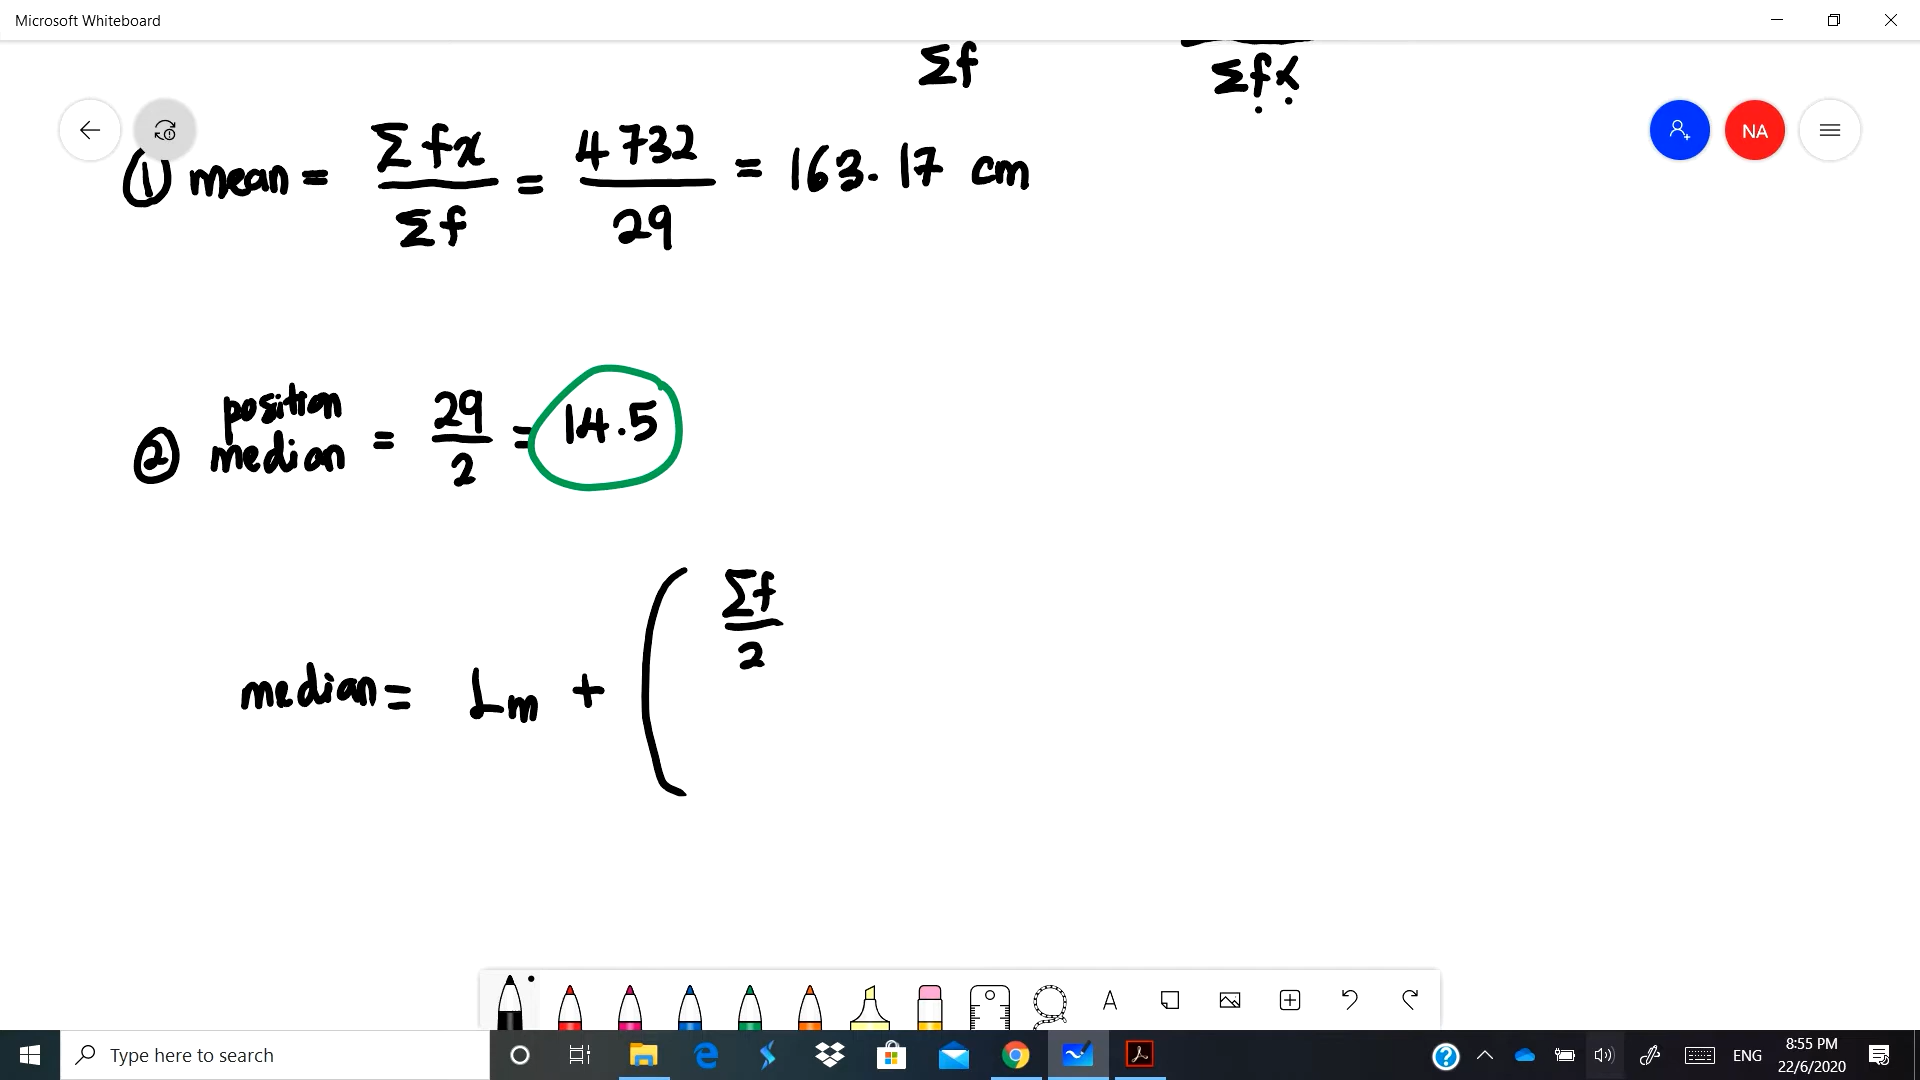 Microsoft Whiteboard
Σf
Σfx
NA
① mean = Σfx / Σf = 4732 / 29 = 163.17 cm
② position median = 29 / 2 = 14.5
median = Lm + ( Σf / 2
A
Type here to search
ENG
8:55 PM
22/6/2020